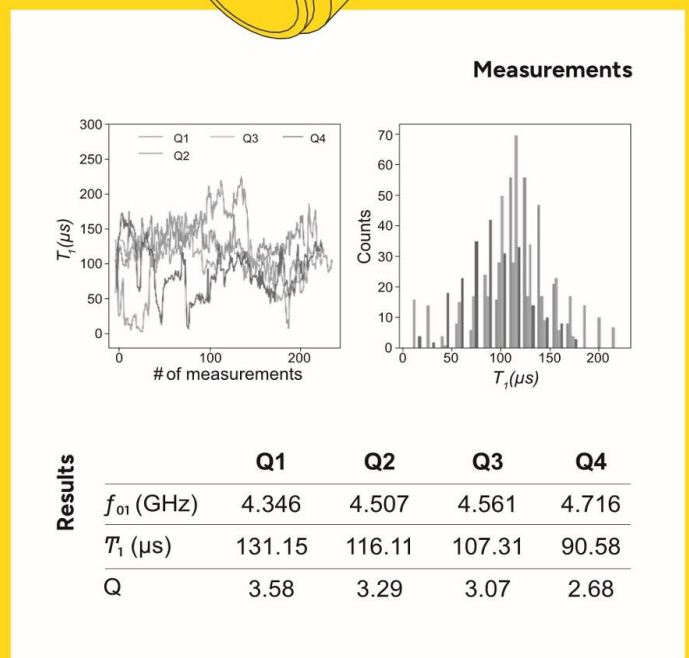 Measurements
300
250
200
150
100
50
0
T₁(μs)
Q1 Q3 Q4
Q2
0 100 200
# of measurements
70
60
50
40
30
20
10
0
Counts
0 50 100 150 200
T₁(μs)
Results
Q1 Q2 Q3 Q4
f₀₁ (GHz) 4.346 4.507 4.561 4.716
T₁ (μs) 131.15 116.11 107.31 90.58
Q 3.58 3.29 3.07 2.68